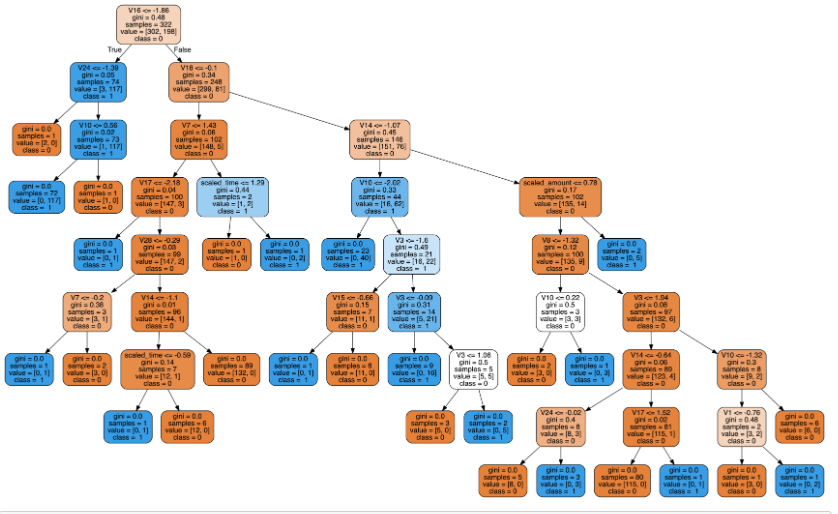 V16 <= -1.86
gini = 0.48
samples = 322
value = [302, 198]
class = 0
True
False
V24 <= -1.39
gini = 0.05
samples = 74
value = [3, 117]
class = 1
V18 <= -0.1
gini = 0.34
samples = 248
value = [299, 81]
class = 0
gini = 0.0
samples = 1
value = [2, 0]
class = 0
V10 <= 0.56
gini = 0.02
samples = 73
value = [1, 117]
class = 1
V7 <= 1.43
gini = 0.06
samples = 102
value = [148, 5]
class = 0
V14 <= -1.07
gini = 0.45
samples = 146
value = [151, 76]
class = 0
gini = 0.0
samples = 72
value = [0, 117]
class = 1
gini = 0.0
samples = 1
value = [1, 0]
class = 0
V17 <= -2.18
gini = 0.04
samples = 100
value = [147, 3]
class = 0
scaled_time <= 1.29
gini = 0.44
samples = 2
value = [1, 2]
class = 1
V10 <= -2.02
gini = 0.33
samples = 44
value = [16, 62]
class = 1
scaled_amount <= 0.78
gini = 0.17
samples = 102
value = [135, 14]
class = 0
gini = 0.0
samples = 1
value = [0, 1]
class = 1
V28 <= -0.29
gini = 0.03
samples = 99
value = [147, 2]
class = 0
gini = 0.0
samples = 1
value = [1, 0]
class = 0
gini = 0.0
samples = 1
value = [0, 2]
class = 1
gini = 0.0
samples = 23
value = [0, 40]
class = 1
V3 <= -1.6
gini = 0.49
samples = 21
value = [16, 22]
class = 1
V8 <= -1.32
gini = 0.12
samples = 100
value = [135, 9]
class = 0
gini = 0.0
samples = 2
value = [0, 5]
class = 1
V7 <= -0.2
gini = 0.38
samples = 3
value = [3, 1]
class = 0
V14 <= -1.1
gini = 0.01
samples = 96
value = [144, 1]
class = 0
V15 <= -0.66
gini = 0.15
samples = 7
value = [11, 1]
class = 0
V3 <= -0.09
gini = 0.31
samples = 14
value = [5, 21]
class = 1
V10 <= 0.22
gini = 0.5
samples = 3
value = [3, 3]
class = 0
V3 <= 1.94
gini = 0.08
samples = 97
value = [132, 6]
class = 0
gini = 0.0
samples = 1
value = [0, 1]
class = 1
gini = 0.0
samples = 2
value = [3, 0]
class = 0
scaled_time <= -0.59
gini = 0.14
samples = 7
value = [12, 1]
class = 0
gini = 0.0
samples = 89
value = [132, 0]
class = 0
gini = 0.0
samples = 1
value = [0, 1]
class = 1
gini = 0.0
samples = 6
value = [11, 0]
class = 0
gini = 0.0
samples = 9
value = [0, 16]
class = 1
V3 <= 1.08
gini = 0.5
samples = 5
value = [5, 5]
class = 0
gini = 0.0
samples = 2
value = [3, 0]
class = 0
gini = 0.0
samples = 1
value = [0, 3]
class = 1
V14 <= -0.64
gini = 0.06
samples = 89
value = [123, 4]
class = 0
V10 <= -1.32
gini = 0.3
samples = 8
value = [9, 2]
class = 0
gini = 0.0
samples = 1
value = [0, 1]
class = 1
gini = 0.0
samples = 6
value = [12, 0]
class = 0
gini = 0.0
samples = 3
value = [5, 0]
class = 0
gini = 0.0
samples = 2
value = [0, 5]
class = 1
V24 <= -0.02
gini = 0.4
samples = 8
value = [8, 3]
class = 0
V17 <= 1.52
gini = 0.02
samples = 81
value = [115, 1]
class = 0
V1 <= -0.76
gini = 0.48
samples = 2
value = [3, 2]
class = 0
gini = 0.0
samples = 6
value = [6, 0]
class = 0
gini = 0.0
samples = 5
value = [8, 0]
class = 0
gini = 0.0
samples = 3
value = [0, 3]
class = 1
gini = 0.0
samples = 80
value = [115, 0]
class = 0
gini = 0.0
samples = 1
value = [0, 1]
class = 1
gini = 0.0
samples = 1
value = [3, 0]
class = 0
gini = 0.0
samples = 1
value = [0, 2]
class = 1